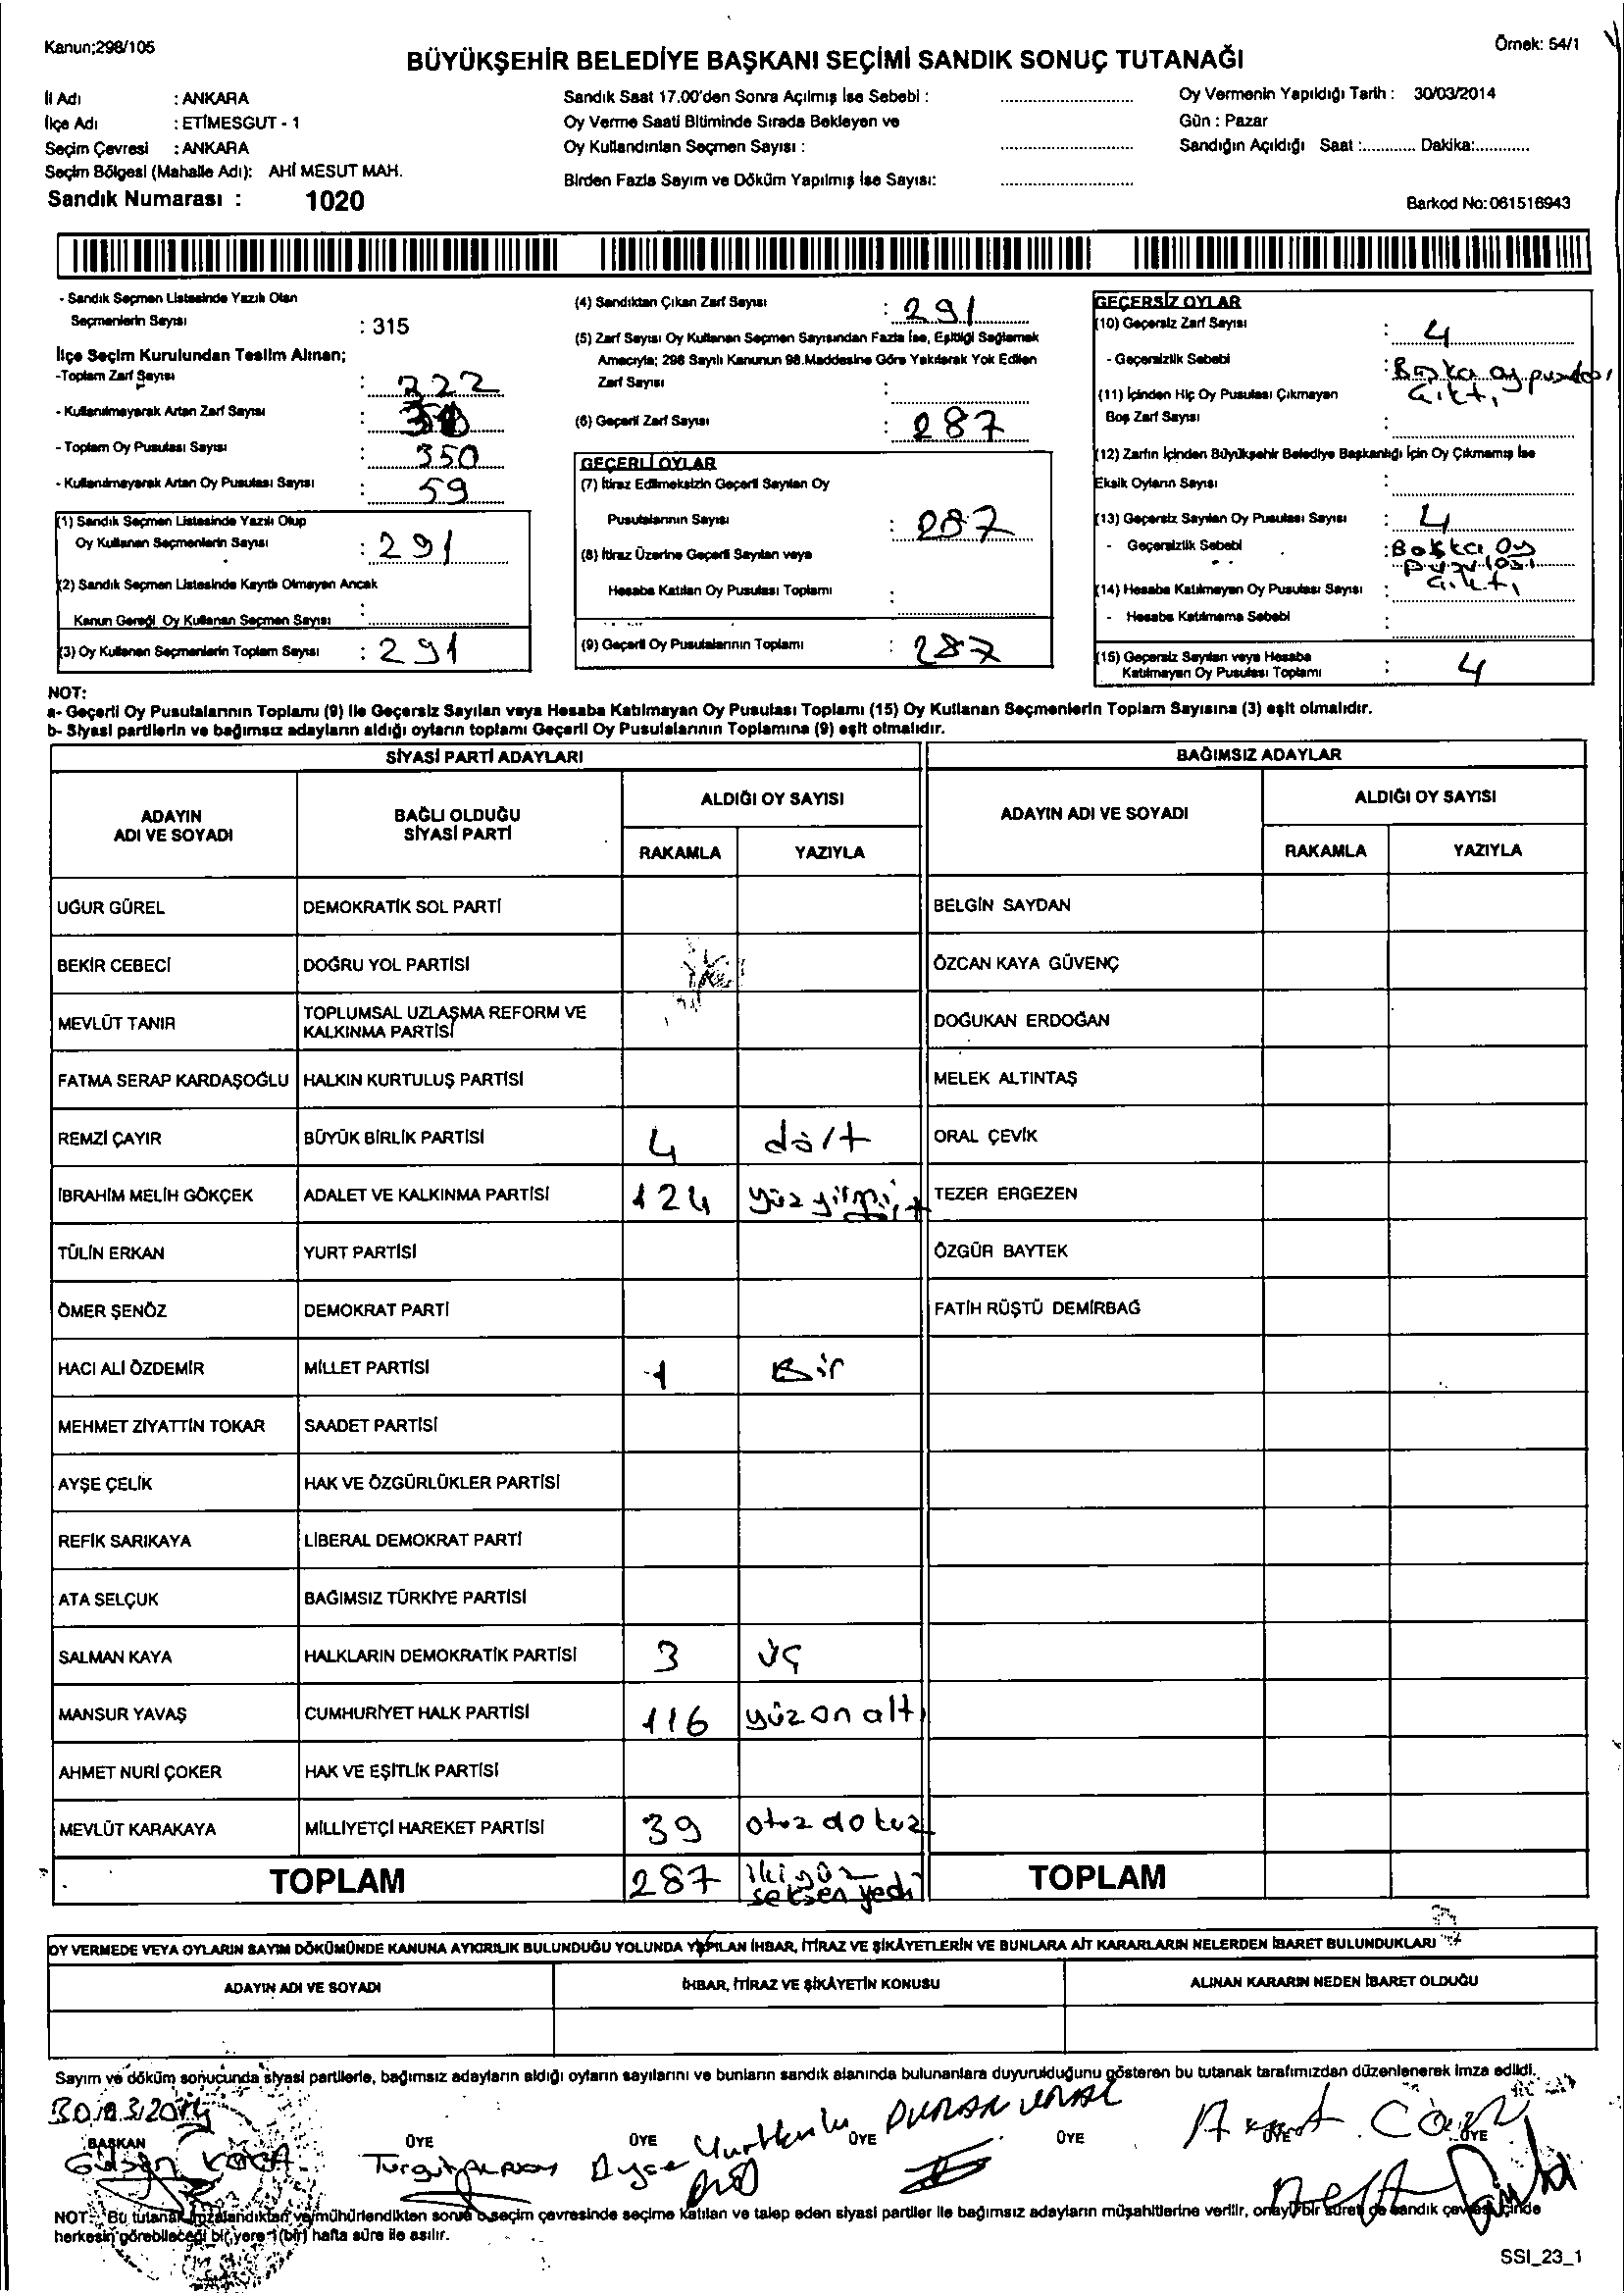 Kanun;298/105
Örnek: 54/1
BÜYÜKŞEHİR BELEDİYE BAŞKANI SEÇİMİ SANDIK SONUÇ TUTANAĞI
İl Adı : ANKARA
İlçe Adı : ETİMESGUT - 1
Seçim Çevresi : ANKARA
Seçim Bölgesi (Mahalle Adı): AHİ MESUT MAH.
Sandık Numarası : 1020
Sandık Saat 17.00'den Sonra Açılmış İse Sebebi :
Oy Verme Saati Bitiminde Sırada Bekleyen ve
Oy Kullandırılan Seçmen Sayısı :
Birden Fazla Sayım ve Döküm Yapılmış İse Sayısı:
Oy Vermenin Yapıldığı Tarih : 30/03/2014
Gün : Pazar
Sandığın Açıldığı Saat :............ Dakika:............
Barkod No:061516943
- Sandık Seçmen Listesinde Yazılı Olan
Seçmenlerin Sayısı : 315
İlçe Seçim Kurulundan Teslim Alınan;
-Toplam Zarf Sayısı :
- Kullanılmayarak Artan Zarf Sayısı :
- Toplam Oy Pusulası Sayısı : 350
- Kullanılmayarak Artan Oy Pusulası Sayısı : 59
(1) Sandık Seçmen Listesinde Yazılı Olup
Oy Kullanan Seçmenlerin Sayısı : 291
(2) Sandık Seçmen Listesinde Kayıtlı Olmayan Ancak
Kanun Gereği Oy Kullanan Seçmen Sayısı :
(3) Oy Kullanan Seçmenlerin Toplam Sayısı : 291
(4) Sandıktan Çıkan Zarf Sayısı : 291
(5) Zarf Sayısı Oy Kullanan Seçmen Sayısından Fazla İse, Eşitliği Sağlamak
Amacıyla; 298 Sayılı Kanunun 98.Maddesine Göre Yakılarak Yok Edilen
Zarf Sayısı :
(6) Geçerli Zarf Sayısı : 287
GEÇERLİ OYLAR
(7) İtiraz Edilmeksizin Geçerli Sayılan Oy
Pusulalarının Sayısı : 287
(8) İtiraz Üzerine Geçerli Sayılan veya
Hesaba Katılan Oy Pusulası Toplamı :
(9) Geçerli Oy Pusulalarının Toplamı : 287
GEÇERSİZ OYLAR
(10) Geçersiz Zarf Sayısı : 4
- Geçersizlik Sebebi : Başka oy pusulası
çıktı,
(11) İçinden Hiç Oy Pusulası Çıkmayan
Boş Zarf Sayısı :
(12) Zarfın İçinden Büyükşehir Belediye Başkanlığı İçin Oy Çıkmamış İse
Eksik Oyların Sayısı :
(13) Geçersiz Sayılan Oy Pusulası Sayısı : 4
- Geçersizlik Sebebi : Başka Oy
pusulası
çıktı
(14) Hesaba Katılmayan Oy Pusulası Sayısı :
- Hesaba Katılmama Sebebi :
(15) Geçersiz Sayılan veya Hesaba
Katılmayan Oy Pusulası Toplamı : 4
NOT:
a- Geçerli Oy Pusulalarının Toplamı (9) ile Geçersiz Sayılan veya Hesaba Katılmayan Oy Pusulası Toplamı (15) Oy Kullanan Seçmenlerin Toplam Sayısına (3) eşit olmalıdır.
b- Siyasi partilerin ve bağımsız adayların aldığı oyların toplamı Geçerli Oy Pusulalarının Toplamına (9) eşit olmalıdır.
SİYASİ PARTİ ADAYLARI
BAĞIMSIZ ADAYLAR
ADAYIN ADI VE SOYADI
BAĞLI OLDUĞU SİYASİ PARTİ
ALDIĞI OY SAYISI
RAKAMLA YAZIYLA
ADAYIN ADI VE SOYADI
ALDIĞI OY SAYISI
RAKAMLA YAZIYLA
UĞUR GÜREL DEMOKRATİK SOL PARTİ BELGİN SAYDAN
BEKİR CEBECİ DOĞRU YOL PARTİSİ ÖZCAN KAYA GÜVENÇ
MEVLÜT TANIR TOPLUMSAL UZLAŞMA REFORM VE KALKINMA PARTİSİ DOĞUKAN ERDOĞAN
FATMA SERAP KARDAŞOĞLU HALKIN KURTULUŞ PARTİSİ MELEK ALTINTAŞ
REMZİ ÇAYIR BÜYÜK BİRLİK PARTİSİ 4 dört ORAL ÇEVİK
İBRAHİM MELİH GÖKÇEK ADALET VE KALKINMA PARTİSİ 124 yüz yirmi TEZER ERGEZEN
TÜLİN ERKAN YURT PARTİSİ ÖZGÜR BAYTEK
ÖMER ŞENÖZ DEMOKRAT PARTİ FATİH RÜŞTÜ DEMİRBAĞ
HACI ALİ ÖZDEMİR MİLLET PARTİSİ 1 Bir
MEHMET ZİYATTİN TOKAR SAADET PARTİSİ
AYŞE ÇELİK HAK VE ÖZGÜRLÜKLER PARTİSİ
REFİK SARIKAYA LİBERAL DEMOKRAT PARTİ
ATA SELÇUK BAĞIMSIZ TÜRKİYE PARTİSİ
SALMAN KAYA HALKLARIN DEMOKRATİK PARTİSİ 3 üç
MANSUR YAVAŞ CUMHURİYET HALK PARTİSİ 116 yüz on altı
AHMET NURİ ÇOKER HAK VE EŞİTLİK PARTİSİ
MEVLÜT KARAKAYA MİLLİYETÇİ HAREKET PARTİSİ 39 otuz dokuz
TOPLAM 287 iki yüz seksen yedi TOPLAM
OY VERMEDE VEYA OYLARIN SAYIM DÖKÜMÜNDE KANUNA AYKIRILIK BULUNDUĞU YOLUNDA YAPILAN İHBAR, İTİRAZ VE ŞİKÂYETLERİN VE BUNLARA AİT KARARLARIN NELERDEN İBARET BULUNDUKLARI
ADAYIN ADI VE SOYADI İHBAR, İTİRAZ VE ŞİKÂYETİN KONUSU ALINAN KARARIN NEDEN İBARET OLDUĞU
Sayım ve döküm sonucunda siyasi partilerle, bağımsız adayların aldığı oyların sayılarını ve bunların sandık alanında bulunanlara duyurulduğunu gösteren bu tutanak tarafımızdan düzenlenerek imza edildi.
30/03/2014
BAŞKAN ÜYE ÜYE ÜYE ÜYE ÜYE ÜYE
NOT: Bu tutanak imzalandıktan ve mühürlendikten sonra o seçim çevresinde seçime katılan ve talep eden siyasi partiler ile bağımsız adayların müşahitlerine verilir, onaylı bir sureti de sandık çevresi içinde
herkesin görebileceği bir yere 1 (bir) hafta süre ile asılır.
SSI_23_1